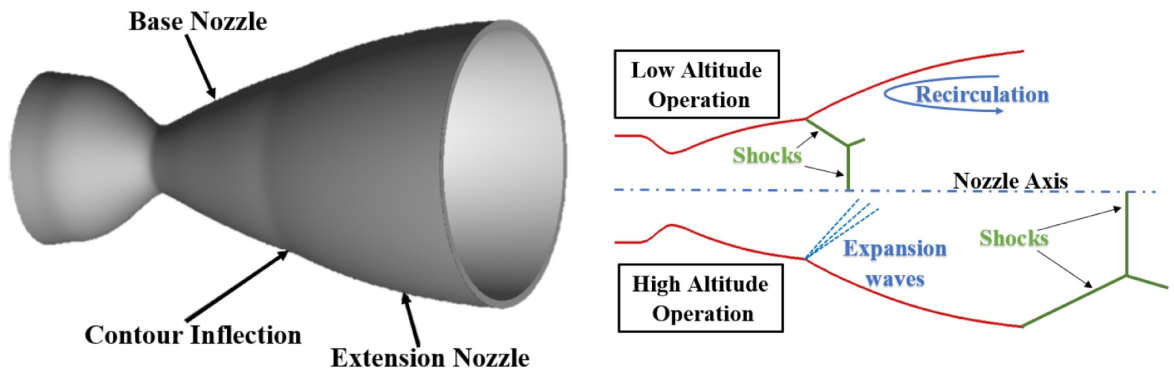 Base Nozzle
Contour Inflection
Extension Nozzle
Low Altitude
Operation
Recirculation
Shocks
Nozzle Axis
Expansion
waves
Shocks
High Altitude
Operation